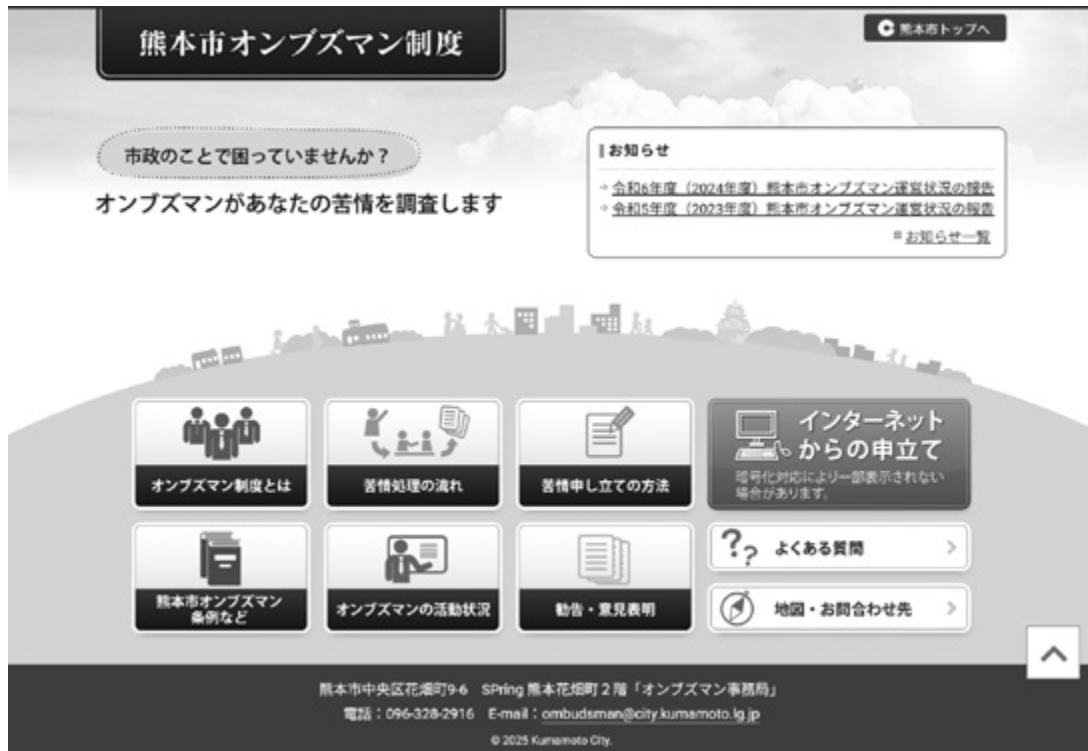 熊本市オンブズマン制度
熊本市トップへ
市政のことで困っていませんか？
オンブズマンがあなたの苦情を調査します
お知らせ
令和6年度（2024年度）熊本市オンブズマン運営状況の報告
令和5年度（2023年度）熊本市オンブズマン運営状況の報告
お知らせ一覧
オンブズマン制度とは
苦情処理の流れ
苦情申し立ての方法
インターネット
からの申立て
暗号化対応により一部表示されない
場合があります。
熊本市オンブズマン
条例など
オンブズマンの活動状況
勧告・意見表明
?? よくある質問
地図・お問合わせ先
熊本市中央区花畑町9-6 SPring 熊本花畑町２階「オンブズマン事務局」
電話：096-328-2916 E-mail：ombudsman@city.kumamoto.lg.jp
© 2025 Kumamoto City.